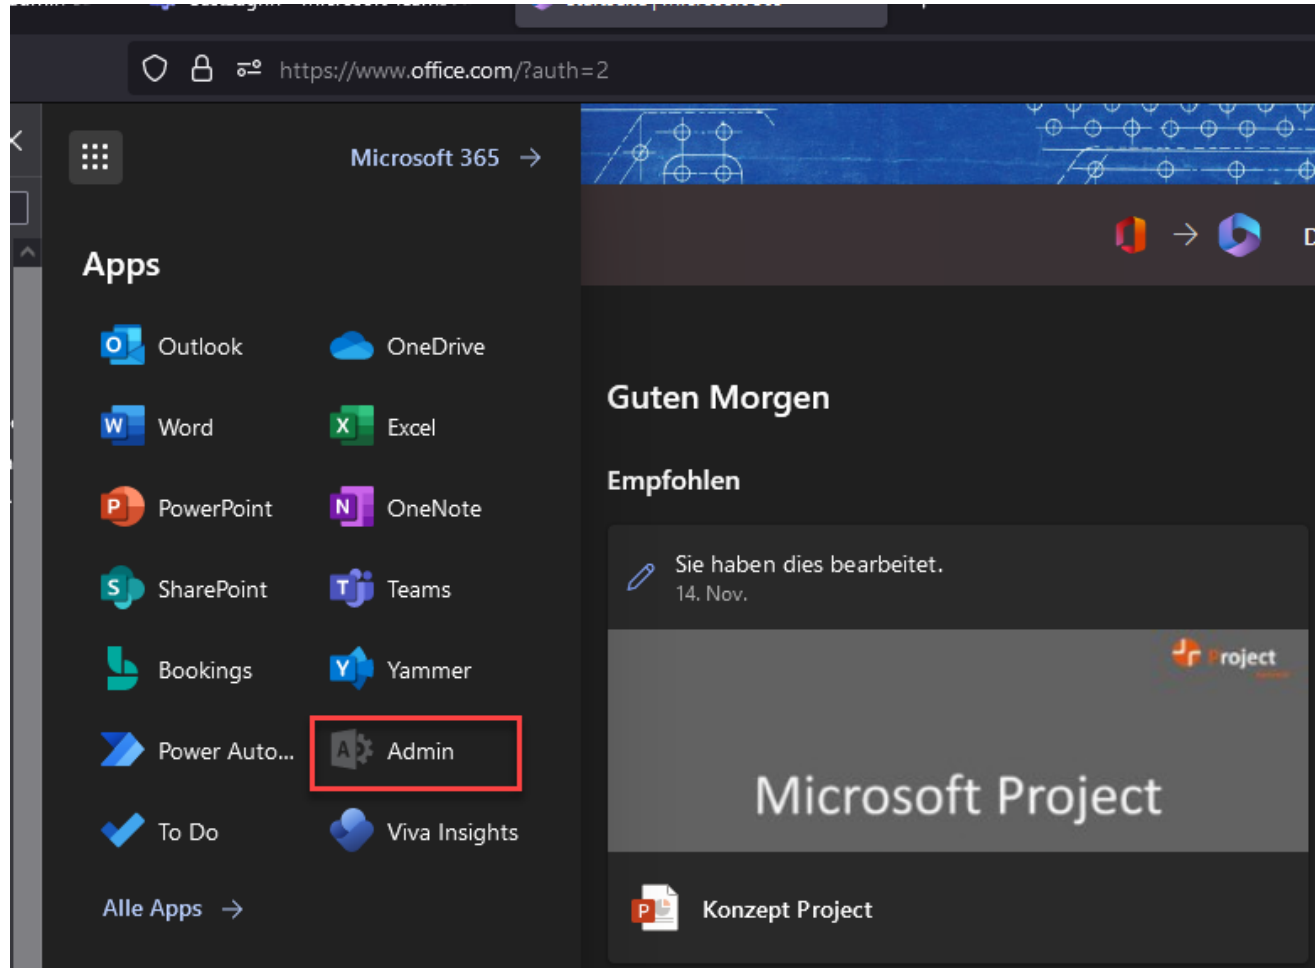 https://www.office.com/?auth=2
Microsoft 365 →
Apps
Outlook
OneDrive
Word
Excel
PowerPoint
OneNote
SharePoint
Teams
Bookings
Yammer
Power Auto...
Admin
To Do
Viva Insights
Alle Apps →
Guten Morgen
Empfohlen
Sie haben dies bearbeitet.
14. Nov.
Project
Microsoft Project
Konzept Project